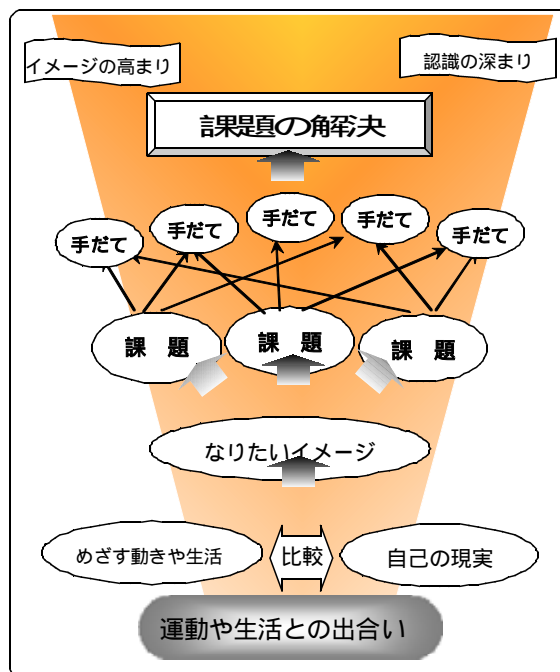 イメージの高まり
認識の深まり
課題の解決
手だて
手だて
手だて
手だて
手だて
課　題
課　題
課　題
なりたいイメージ
めざす動きや生活
比較
自己の現実
運動や生活との出合い